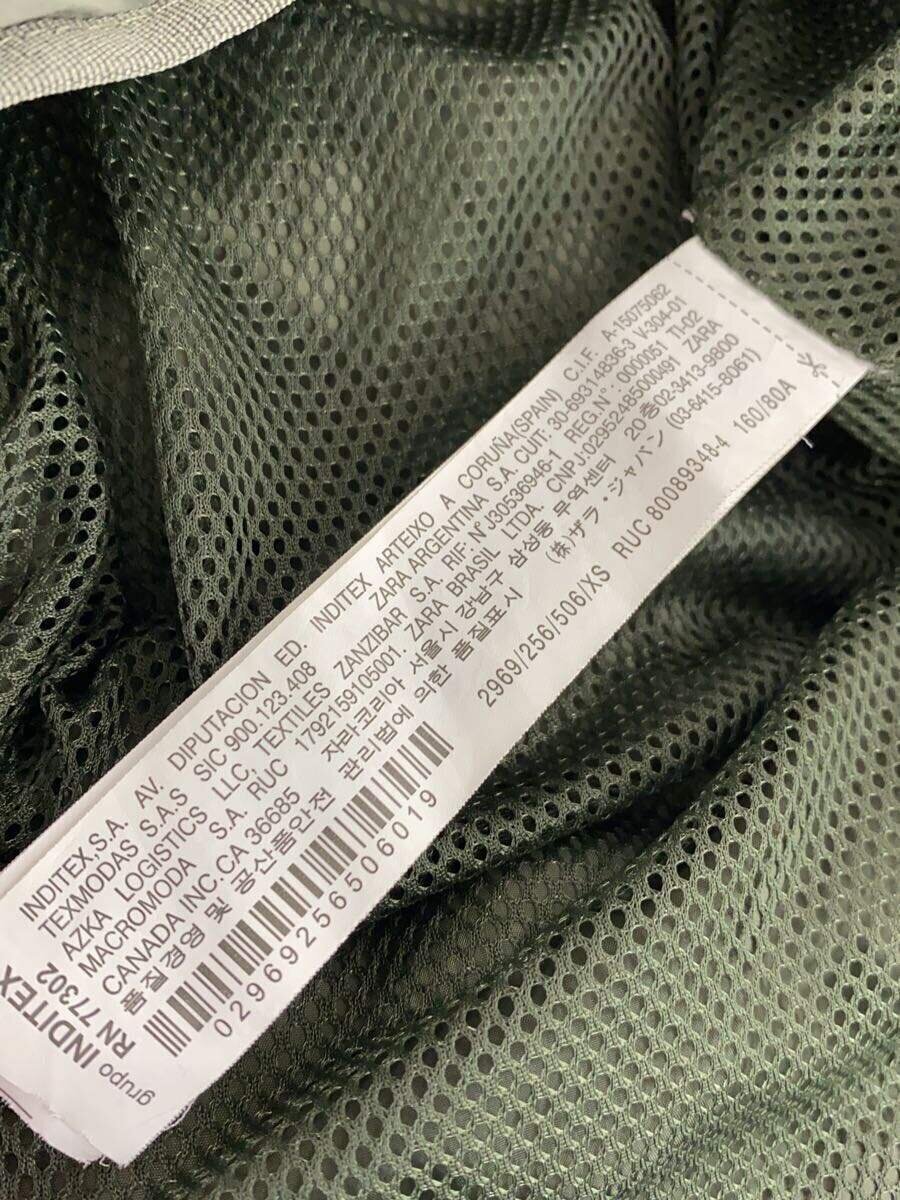 grupo INDITEX
RN 77302
INDITEX,S.A. AV. DIPUTACION ED. INDITEX ARTEIXO A CORUÑA(SPAIN) C.I.F. A-15075062
TEXMODAS S.A.S SIC 900.123.408 ZARA ARGENTINA S.A. CUIT: 30-69314836-3 V-304-01
AZKA LOGISTICS LLC, TEXTILES ZANZIBAR, S.A. RIF: NºJ30536946-1 REG.N°: 0000051 TI-02
MACROMODA S.A. RUC 1792159105001. ZARA BRASIL LTDA. CNPJ:02952485000491 ZARA
CANADA INC CA 36685 자라코리아 서울시 강남구 삼성동 무역센터 20층 02-3413-9800
품질경영 및 공산품안전 관리법에 의한 품질표시 (株)ザラ・ジャパン (03-6415-8061)
2969/256/506/XS RUC 80089348-4 160/80A
02969256506019